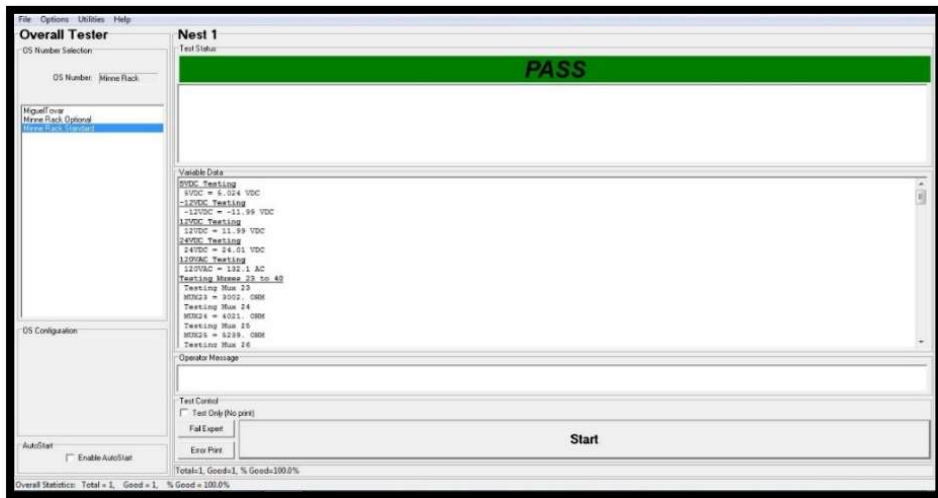 File Options Utilities Help
Overall Tester
OS Number Selection
OS Number: Minne Rack
MiguelTovar
Minne Rack Optional
Minne Rack Standard
OS Configuration
AutoStart
Enable AutoStart
Nest 1
Test Status
PASS
Variable Data
5VDC Testing
5VDC = 5.024 VDC
-12VDC Testing
-12VDC = -11.99 VDC
12VDC Testing
12VDC = 11.99 VDC
24VDC Testing
24VDC = 24.01 VDC
120VAC Testing
120VAC = 132.1 AC
Testing Muxes 23 to 40
Testing Mux 23
MUX23 = 3002. OHM
Testing Mux 24
MUX24 = 4021. OHM
Testing Mux 25
MUX25 = 5239. OHM
Testing Mux 26
Operator Message
Test Control
Test Only (No print)
Fail Expert
Error Print
Start
Total=1, Good=1, % Good=100.0%
Overall Statistics: Total = 1, Good = 1, % Good = 100.0%